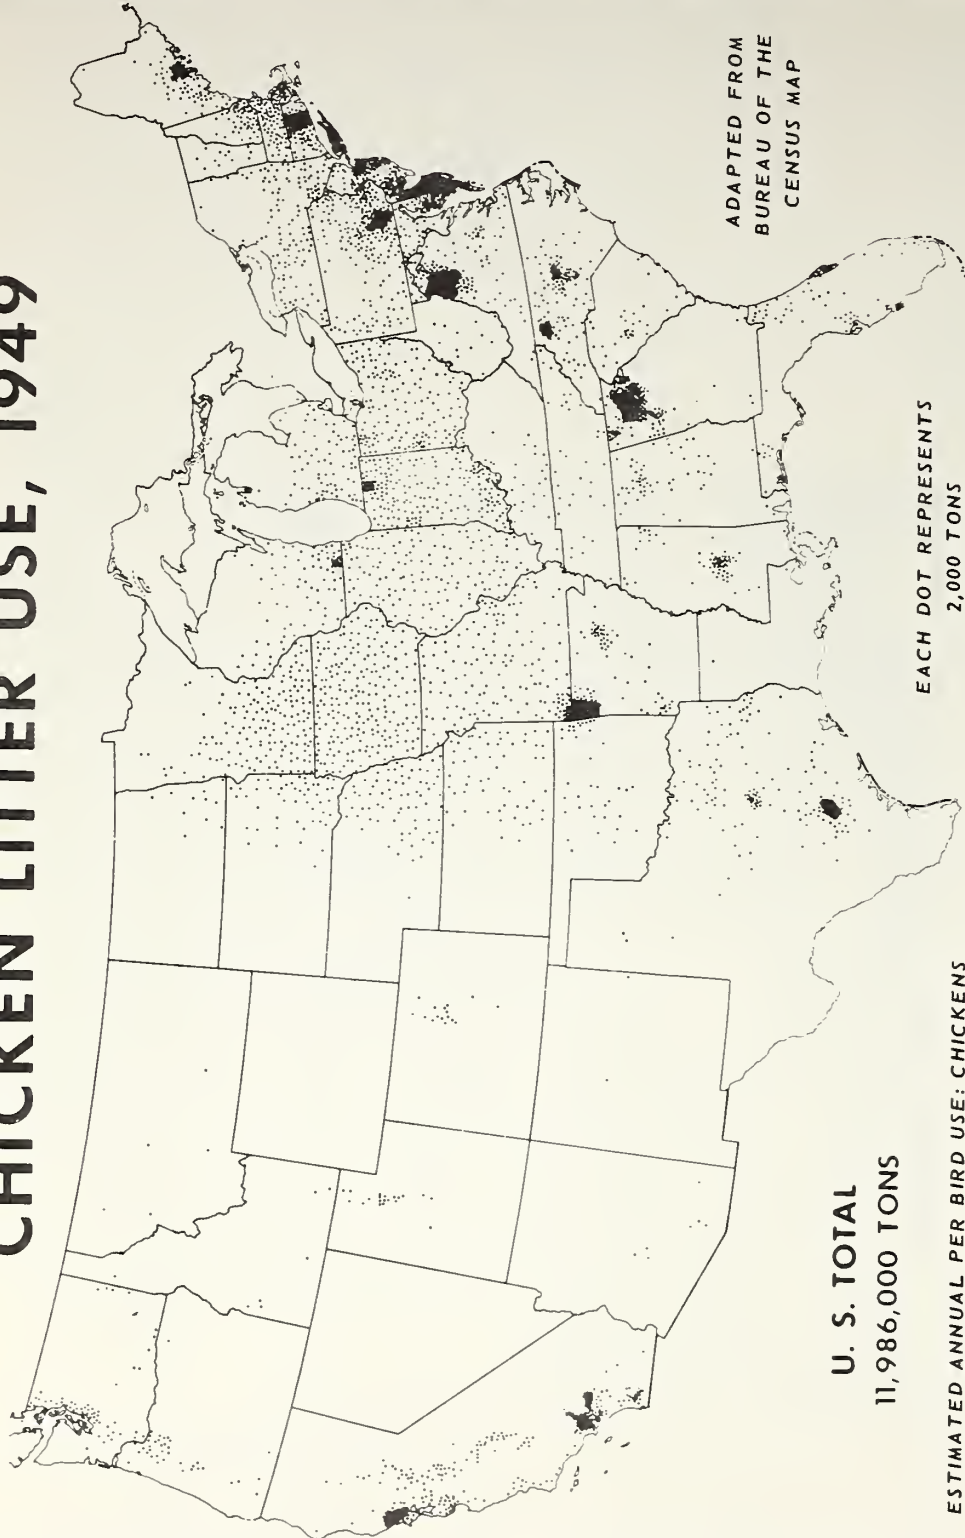 CHICKEN LITTER USE, 1949
ADAPTED FROM
BUREAU OF THE
CENSUS MAP
U. S. TOTAL
11,986,000 TONS
EACH DOT REPRESENTS
2,000 TONS
ESTIMATED ANNUAL PER BIRD USE: CHICKENS